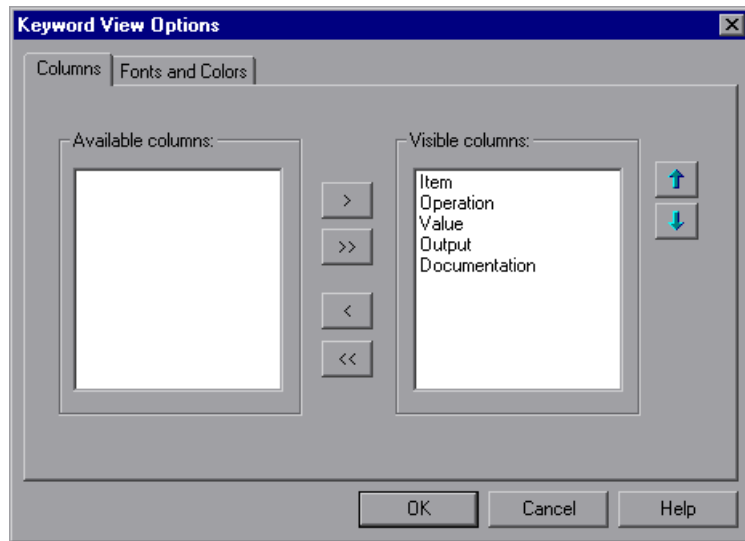 Keyword View Options
Columns
Fonts and Colors
Available columns:
Visible columns:
Item
Operation
Value
Output
Documentation
>
>>
<
<<
OK
Cancel
Help